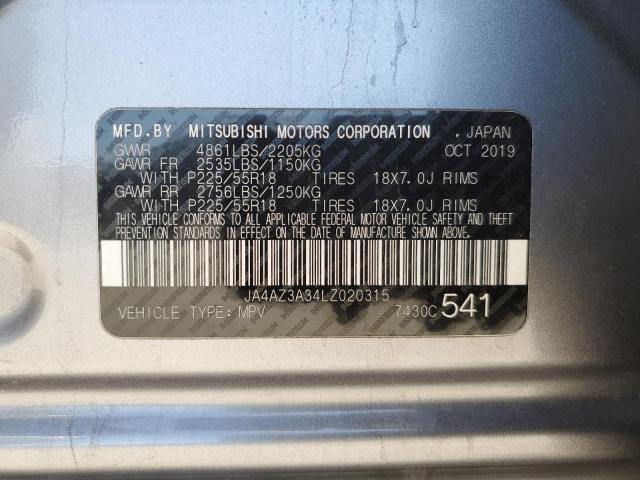 MFD.BY MITSUBISHI MOTORS CORPORATION . JAPAN
GVWR 4861LBS/2205KG OCT 2019
GAWR FR 2535LBS/1150KG
WITH P225/55R18 TIRES 18X7.0J RIMS
GAWR RR 2756LBS/1250KG
WITH P225/55R18 TIRES 18X7.0J RIMS
THIS VEHICLE CONFORMS TO ALL APPLICABLE FEDERAL MOTOR VEHICLE SAFETY AND THEFT
PREVENTION STANDARDS IN EFFECT ON THE DATE OF MANUFACTURE SHOWN ABOVE.
JA4AZ3A34LZ020315
VEHICLE TYPE:MPV 7430C 541